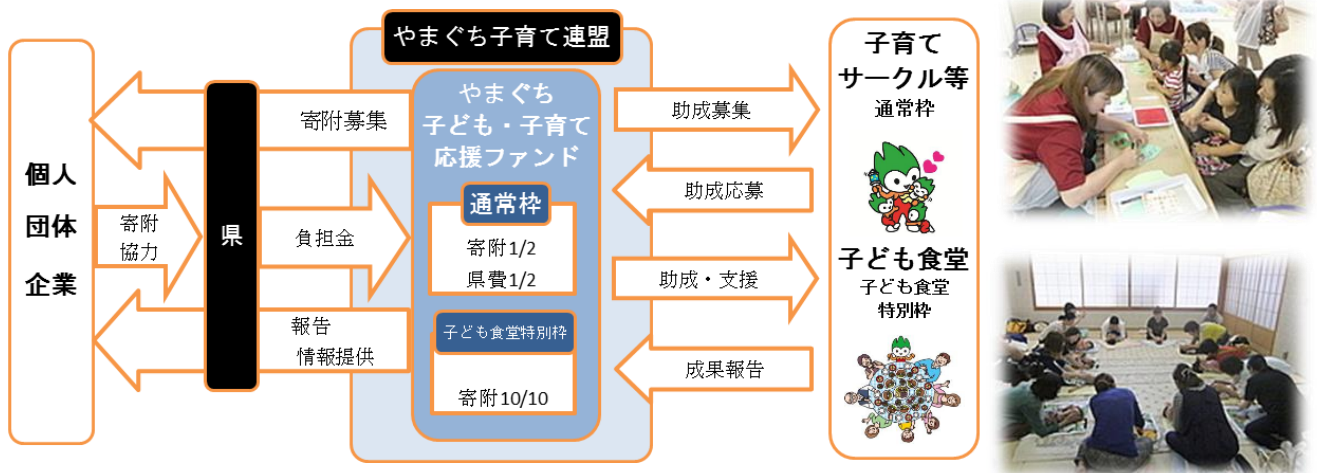 やまぐち子育て連盟
個人
団体
企業
寄附
協力
県
寄附募集
負担金
報告
情報提供
やまぐち
子ども・子育て
応援ファンド
通常枠
寄附1/2
県費1/2
子ども食堂特別枠
寄附10/10
助成募集
助成応募
助成・支援
成果報告
子育て
サークル等
通常枠
子ども食堂
子ども食堂
特別枠